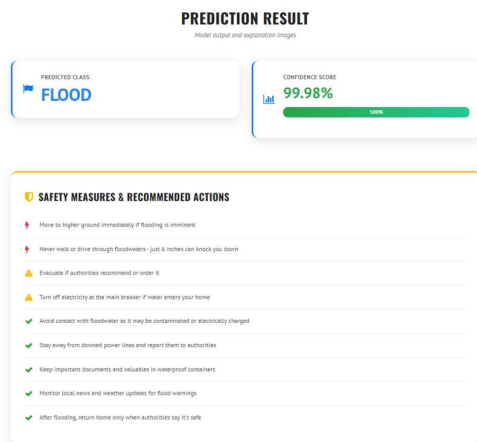 PREDICTION RESULT
Model output and explanation images
PREDICTED CLASS
FLOOD
CONFIDENCE SCORE
99.98%
100%
SAFETY MEASURES & RECOMMENDED ACTIONS
Move to higher ground immediately if flooding is imminent
Never walk or drive through floodwaters - just 6 inches can knock you down
Evacuate if authorities recommend or order it
Turn off electricity at the main breaker if water enters your home
Avoid contact with floodwater as it may be contaminated or electrically charged
Stay away from downed power lines and report them to authorities
Keep important documents and valuables in waterproof containers
Monitor local news and weather updates for flood warnings
After flooding, return home only when authorities say it's safe